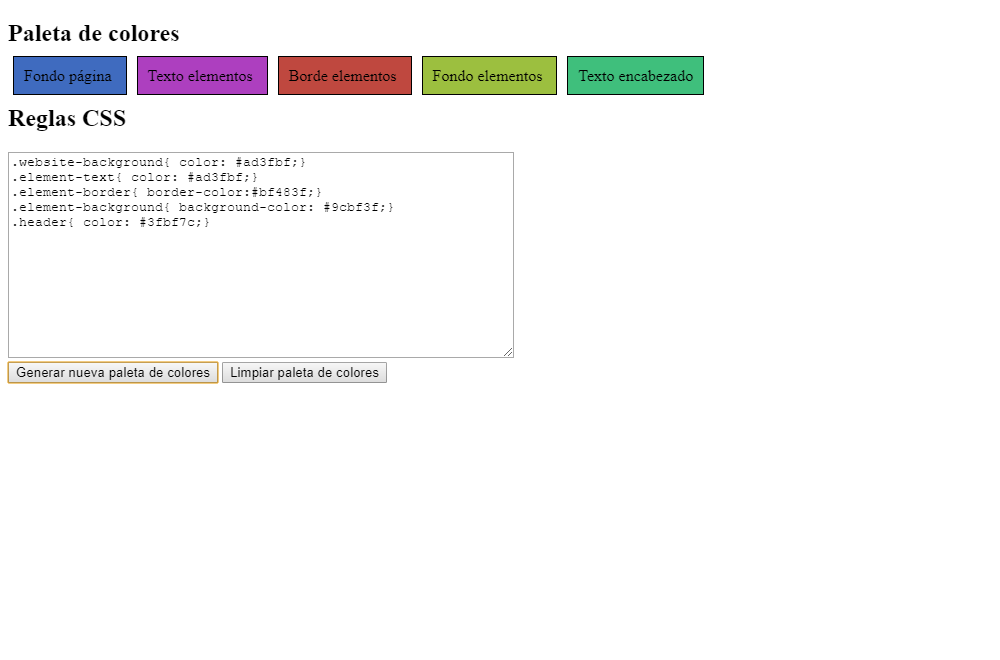 Paleta de colores
Fondo página Texto elementos Borde elementos Fondo elementos Texto encabezado
Reglas CSS
.website-background{ color: #ad3fbf;}
.element-text{ color: #ad3fbf;}
.element-border{ border-color:#bf483f;}
.element-background{ background-color: #9cbf3f;}
.header{ color: #3fbf7c;}
Generar nueva paleta de colores Limpiar paleta de colores